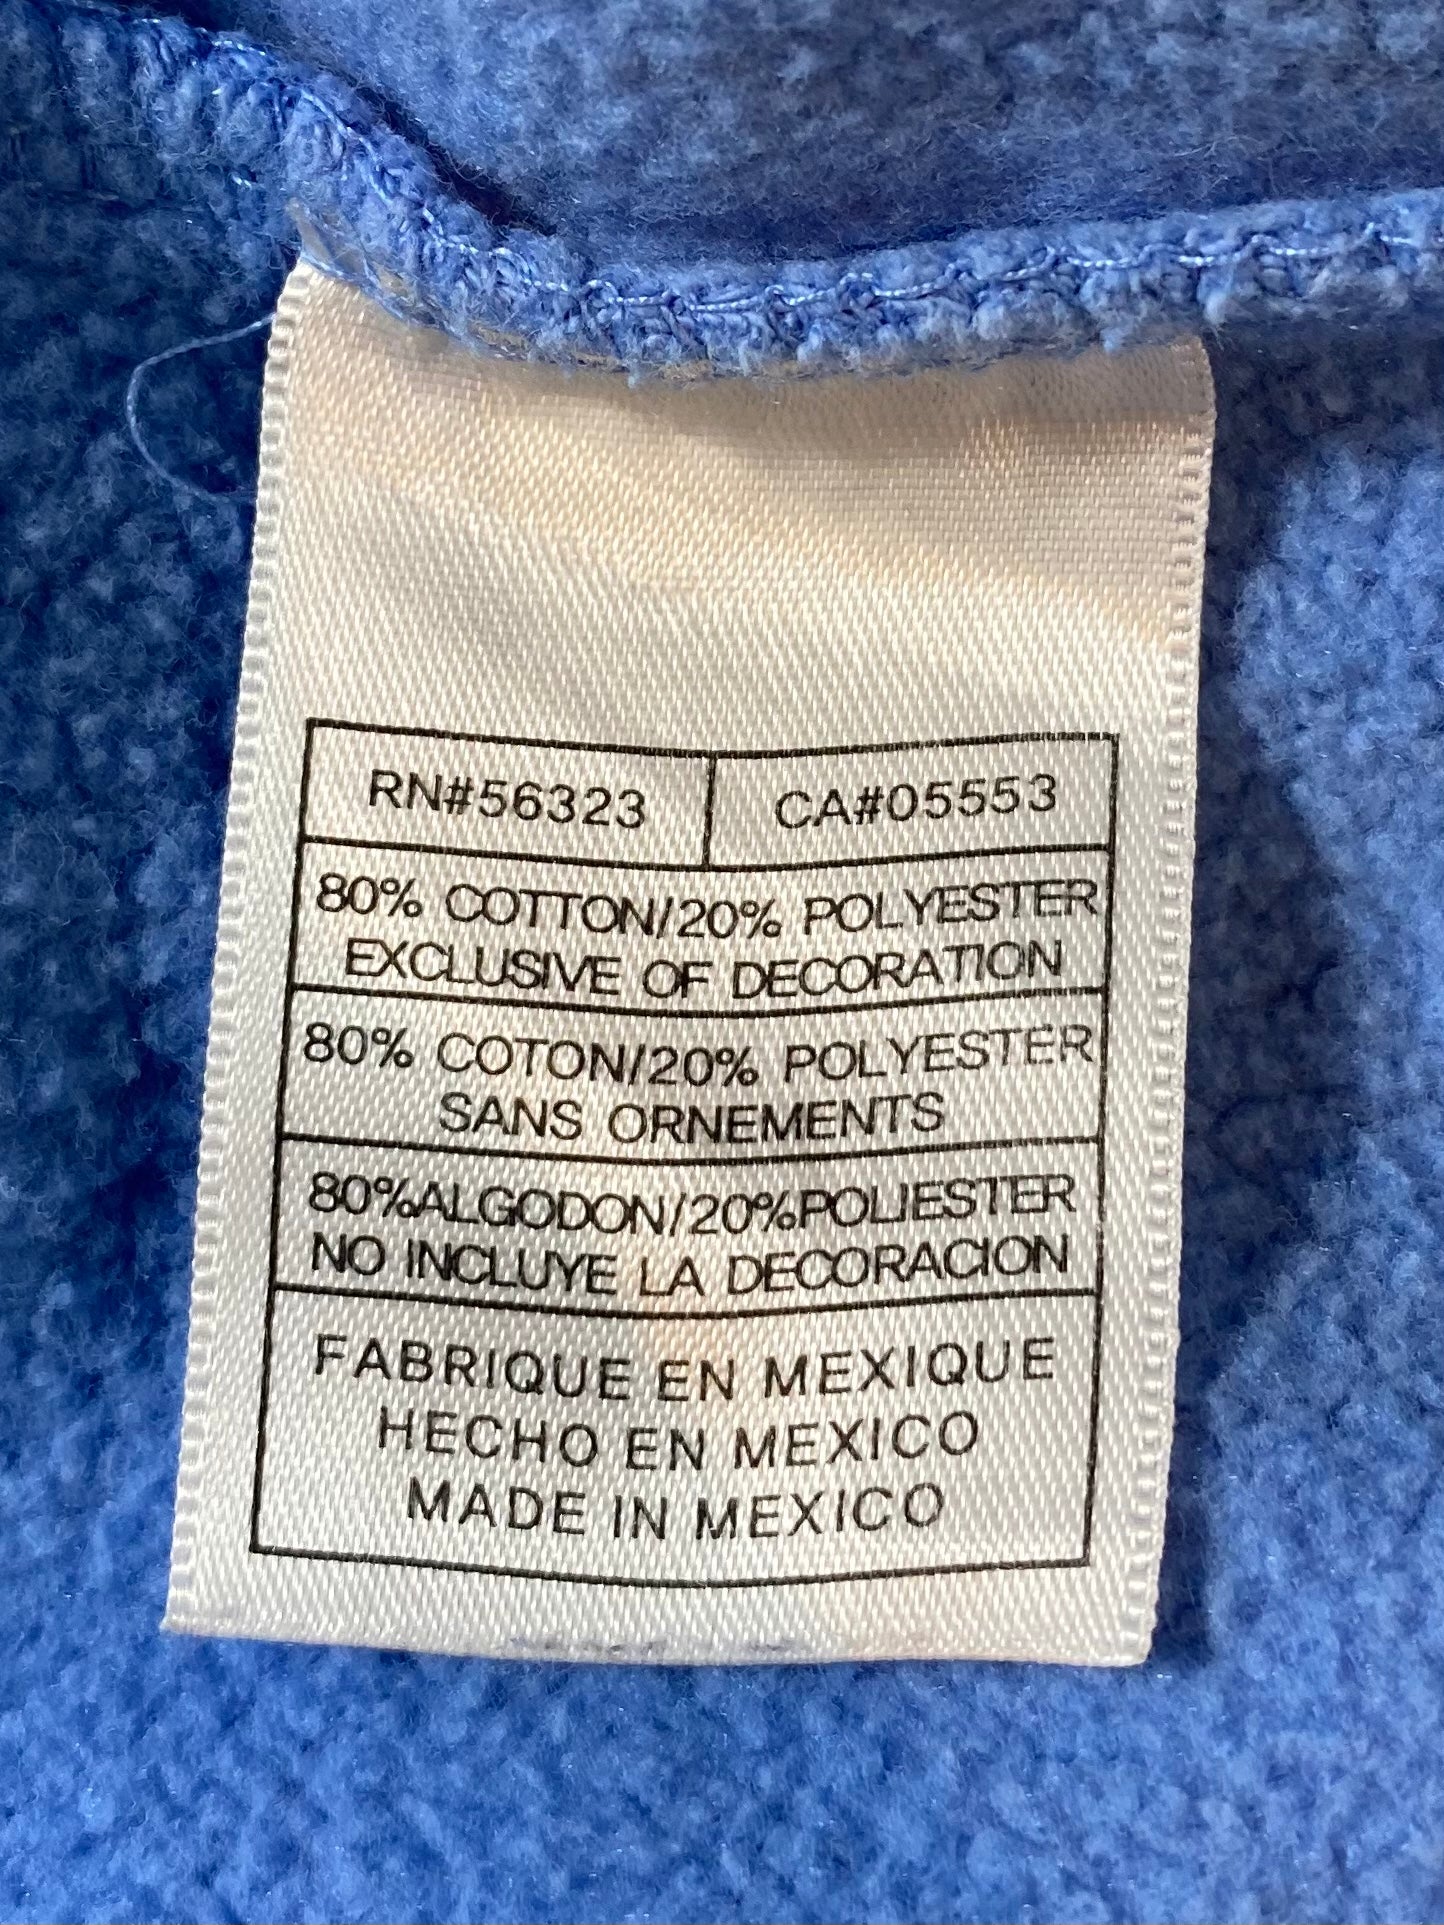 RN#56323 CA#05553
80% COTTON/20% POLYESTER
EXCLUSIVE OF DECORATION
80% COTON/20% POLYESTER
SANS ORNEMENTS
80%ALGODON/20%POLIESTER
NO INCLUYE LA DECORACION
FABRIQUE EN MEXIQUE
HECHO EN MEXICO
MADE IN MEXICO